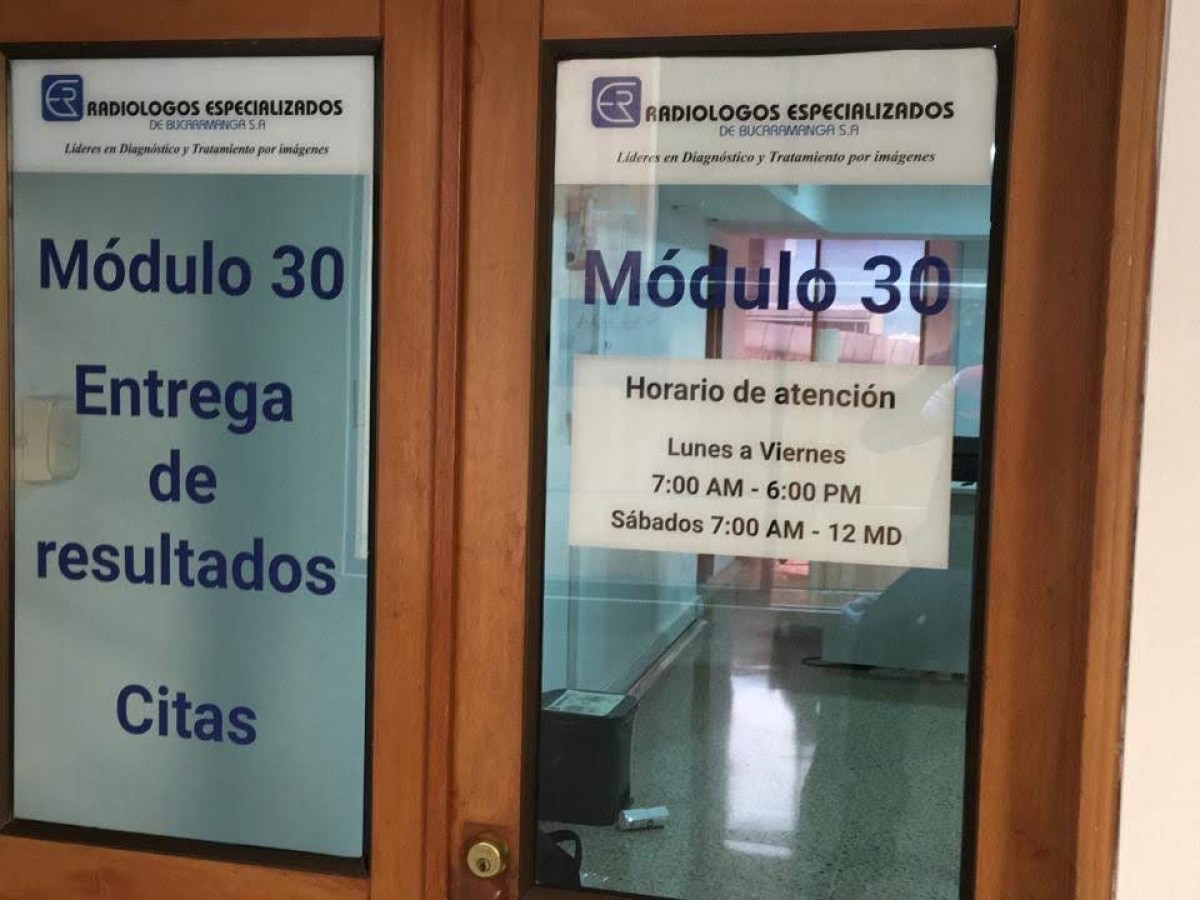 ER RADIOLOGOS ESPECIALIZADOS
DE BUCARAMANGA S.A
Líderes en Diagnóstico y Tratamiento por imágenes
Módulo 30
Entrega
de
resultados
Citas
ER RADIOLOGOS ESPECIALIZADOS
DE BUCARAMANGA S.A
Líderes en Diagnóstico y Tratamiento por imágenes
Módulo 30
Horario de atención
Lunes a Viernes
7:00 AM - 6:00 PM
Sábados 7:00 AM - 12 MD